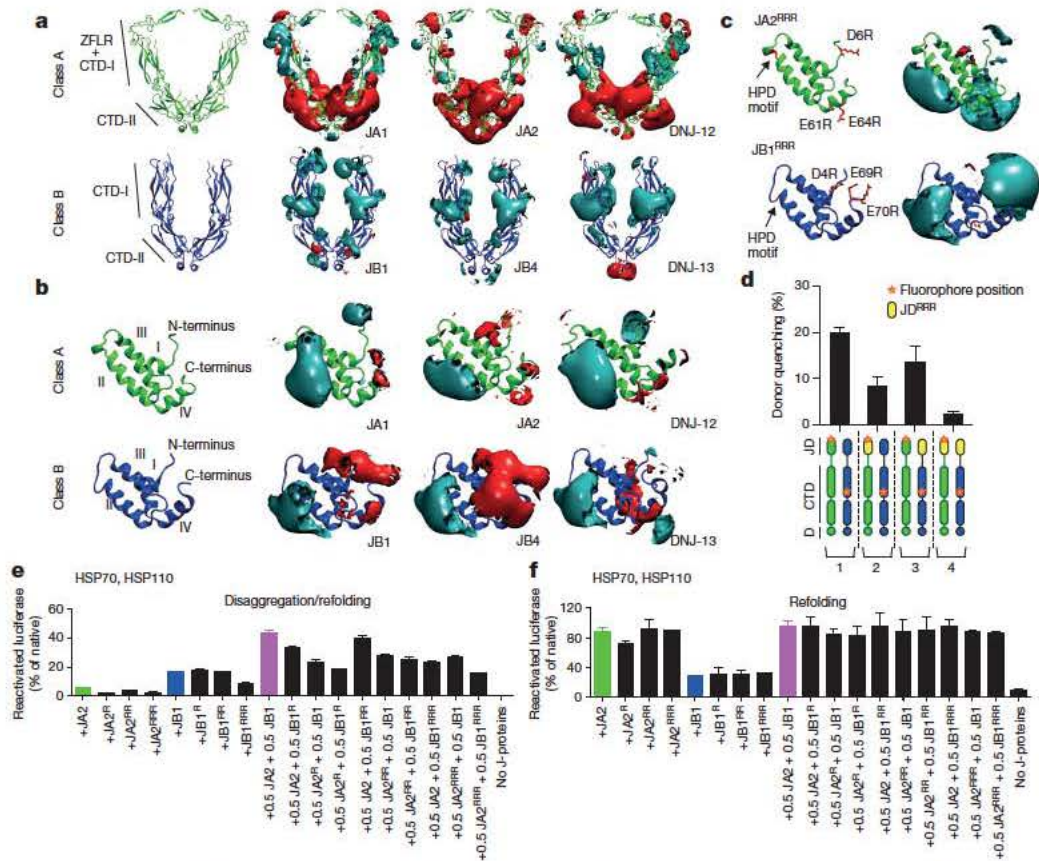 a
Class A
ZFLR
+
CTD-I
CTD-II
JA1
JA2
DNJ-12
Class B
CTD-I
CTD-II
JB1
JB4
DNJ-13
b
Class A
III
N-terminus
I
C-terminus
II
IV
JA1
JA2
DNJ-12
Class B
III
N-terminus
I
C-terminus
II
IV
JB1
JB4
DNJ-13
c
JA2RRR
D6R
HPD
motif
E61R
E64R
JB1RRR
D4R
E69R
E70R
HPD
motif
d
Donor quenching (%)
30
20
10
0
Fluorophore position
JDRRR
JD
CTD
D
1
2
3
4
e
HSP70, HSP110
Disaggregation/refolding
Reactivated luciferase
(% of native)
60
40
20
0
+JA2
+JA2R
+JA2RR
+JA2RRR
+JB1
+JB1R
+JB1RR
+JB1RRR
+0.5 JA2 + 0.5 JB1
+0.5 JA2 + 0.5 JB1R
+0.5 JA2R + 0.5 JB1
+0.5 JA2R + 0.5 JB1R
+0.5 JA2 + 0.5 JB1RR
+0.5 JA2RR + 0.5 JB1
+0.5 JA2RR + 0.5 JB1RR
+0.5 JA2 + 0.5 JB1RRR
+0.5 JA2RRR + 0.5 JB1
+0.5 JA2RRR + 0.5 JB1RRR
No J-proteins
f
HSP70, HSP110
Refolding
Reactivated luciferase
(% of native)
120
80
40
0
+JA2
+JA2R
+JA2RR
+JA2RRR
+JB1
+JB1R
+JB1RR
+JB1RRR
+0.5 JA2 + 0.5 JB1
+0.5 JA2 + 0.5 JB1R
+0.5 JA2R + 0.5 JB1
+0.5 JA2R + 0.5 JB1R
+0.5 JA2 + 0.5 JB1RR
+0.5 JA2RR + 0.5 JB1
+0.5 JA2RR + 0.5 JB1RR
+0.5 JA2 + 0.5 JB1RRR
+0.5 JA2RRR + 0.5 JB1
+0.5 JA2RRR + 0.5 JB1RRR
No J-proteins